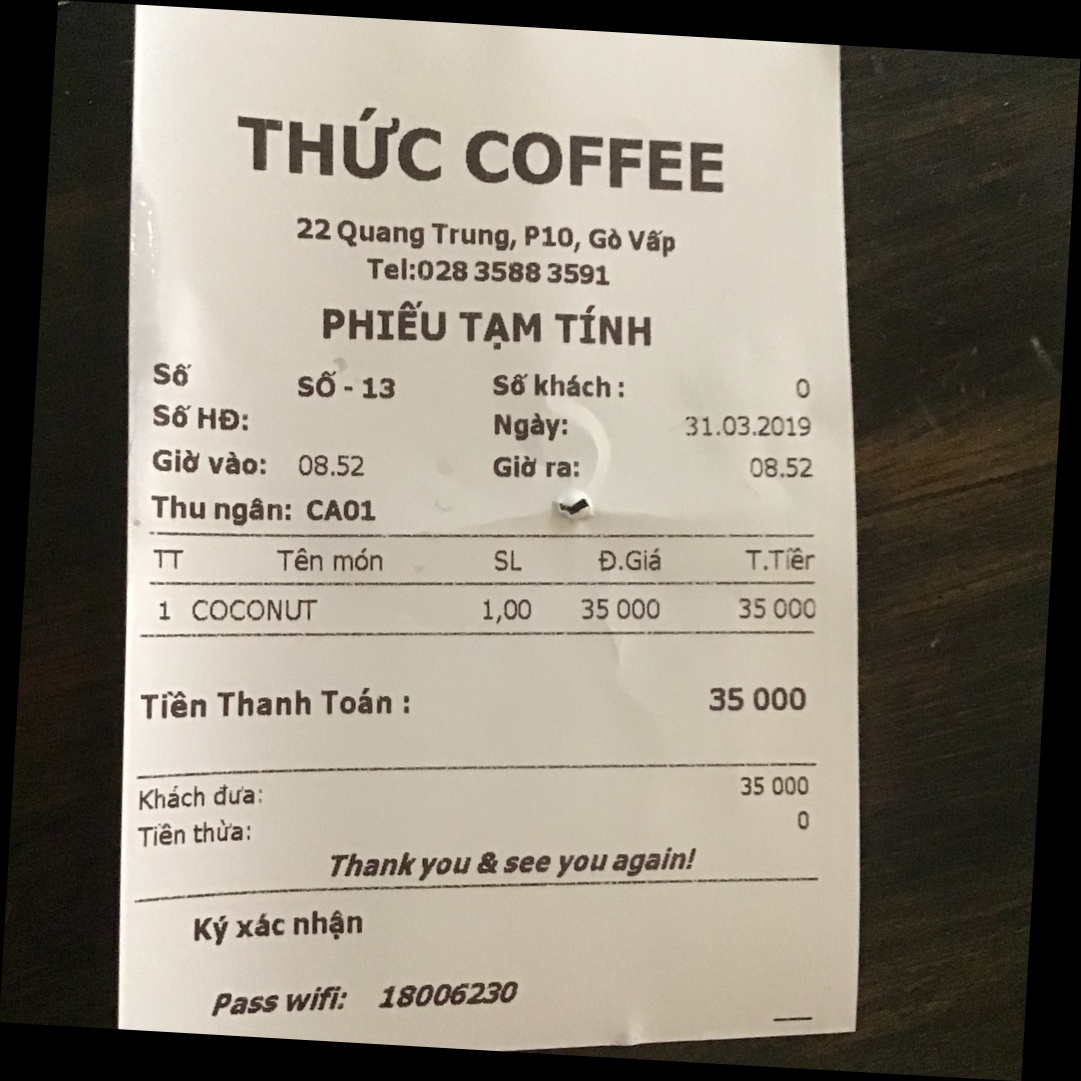 THỨC COFFEE
22 Quang Trung, P10, Gò Vấp
Tel:028 3588 3591
PHIẾU TẠM TÍNH
Số SỐ - 13 Số khách : 0
Số HĐ: Ngày: 31.03.2019
Giờ vào: 08.52 Giờ ra: 08.52
Thu ngân: CA01
TT Tên món SL Đ.Giá T.Tiền
1 COCONUT 1,00 35 000 35 000
Tiền Thanh Toán : 35 000
Khách đưa: 35 000
Tiền thừa: 0
Thank you & see you again!
Ký xác nhận
Pass wifi: 18006230